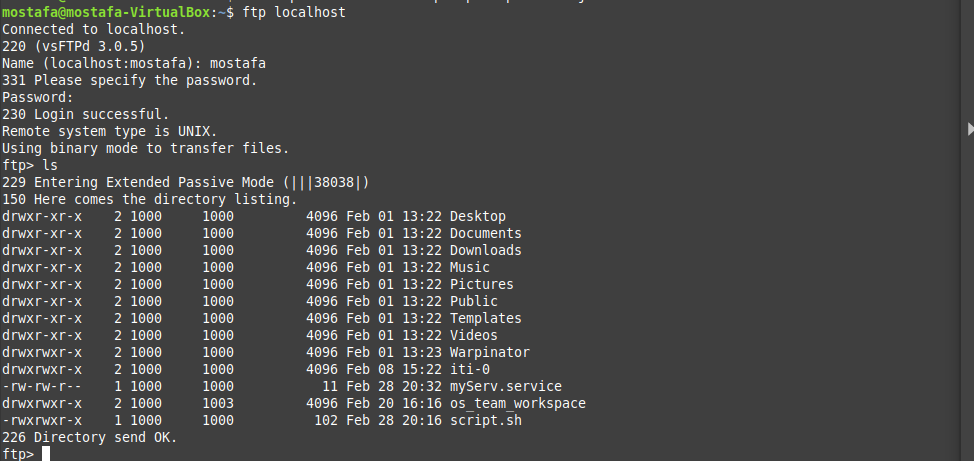 mostafa@mostafa-VirtualBox:~$ ftp localhost
Connected to localhost.
220 (vsFTPd 3.0.5)
Name (localhost:mostafa): mostafa
331 Please specify the password.
Password:
230 Login successful.
Remote system type is UNIX.
Using binary mode to transfer files.
ftp> ls
229 Entering Extended Passive Mode (|||38038|)
150 Here comes the directory listing.
drwxr-xr-x    2 1000     1000         4096 Feb 01 13:22 Desktop
drwxr-xr-x    2 1000     1000         4096 Feb 01 13:22 Documents
drwxr-xr-x    2 1000     1000         4096 Feb 01 13:22 Downloads
drwxr-xr-x    2 1000     1000         4096 Feb 01 13:22 Music
drwxr-xr-x    2 1000     1000         4096 Feb 01 13:22 Pictures
drwxr-xr-x    2 1000     1000         4096 Feb 01 13:22 Public
drwxr-xr-x    2 1000     1000         4096 Feb 01 13:22 Templates
drwxr-xr-x    2 1000     1000         4096 Feb 01 13:22 Videos
drwxrwxr-x    2 1000     1000         4096 Feb 01 13:23 Warpinator
drwxrwxr-x    2 1000     1000         4096 Feb 08 15:22 iti-0
-rw-rw-r--    1 1000     1000           11 Feb 28 20:32 myServ.service
drwxrwxr-x    2 1000     1003         4096 Feb 20 16:16 os_team_workspace
-rwxrwxr-x    1 1000     1000          102 Feb 28 20:16 script.sh
226 Directory send OK.
ftp>